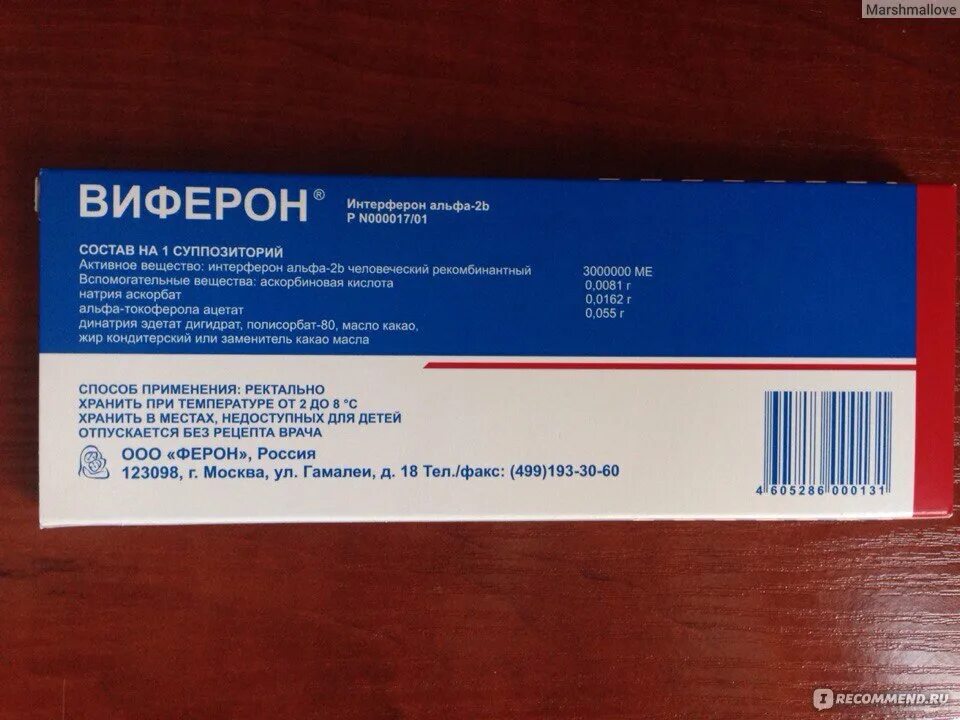 Marshmallove
ВИФЕРОН®
Интерферон альфа-2b
Р N000017/01
СОСТАВ НА 1 СУППОЗИТОРИЙ
Активное вещество: интерферон альфа-2b человеческий рекомбинантный 3000000 МЕ
Вспомогательные вещества: аскорбиновая кислота 0,0081 г
натрия аскорбат 0,0162 г
альфа-токоферола ацетат 0,055 г
динатрия эдетат дигидрат, полисорбат-80, масло какао,
жир кондитерский или заменитель какао масла
СПОСОБ ПРИМЕНЕНИЯ: РЕКТАЛЬНО
ХРАНИТЬ ПРИ ТЕМПЕРАТУРЕ ОТ 2 ДО 8 °С
ХРАНИТЬ В МЕСТАХ, НЕДОСТУПНЫХ ДЛЯ ДЕТЕЙ
ОТПУСКАЕТСЯ БЕЗ РЕЦЕПТА ВРАЧА
ООО «ФЕРОН», Россия
123098, г. Москва, ул. Гамалеи, д. 18 Тел./факс: (499)193-30-60
4 605286 000131
I RECOMMEND.RU